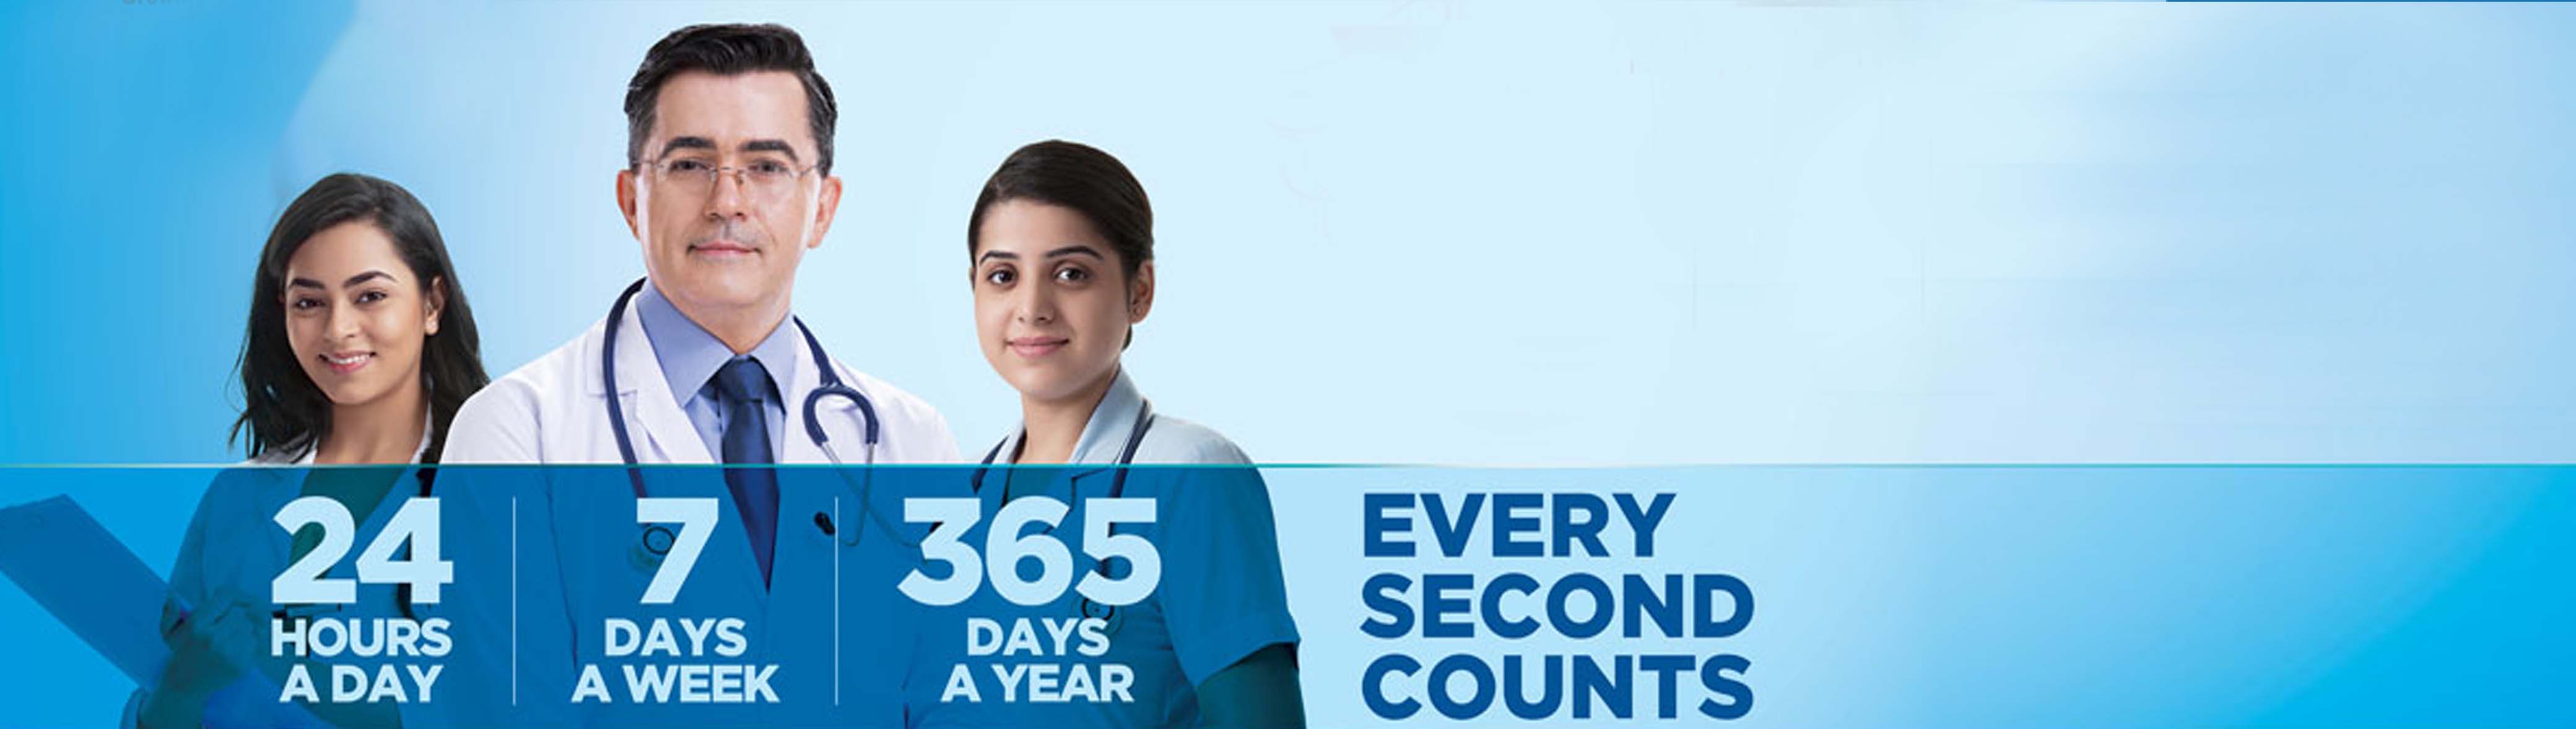 24
HOURS
A DAY
7
DAYS
A WEEK
365
DAYS
A YEAR
EVERY
SECOND
COUNTS